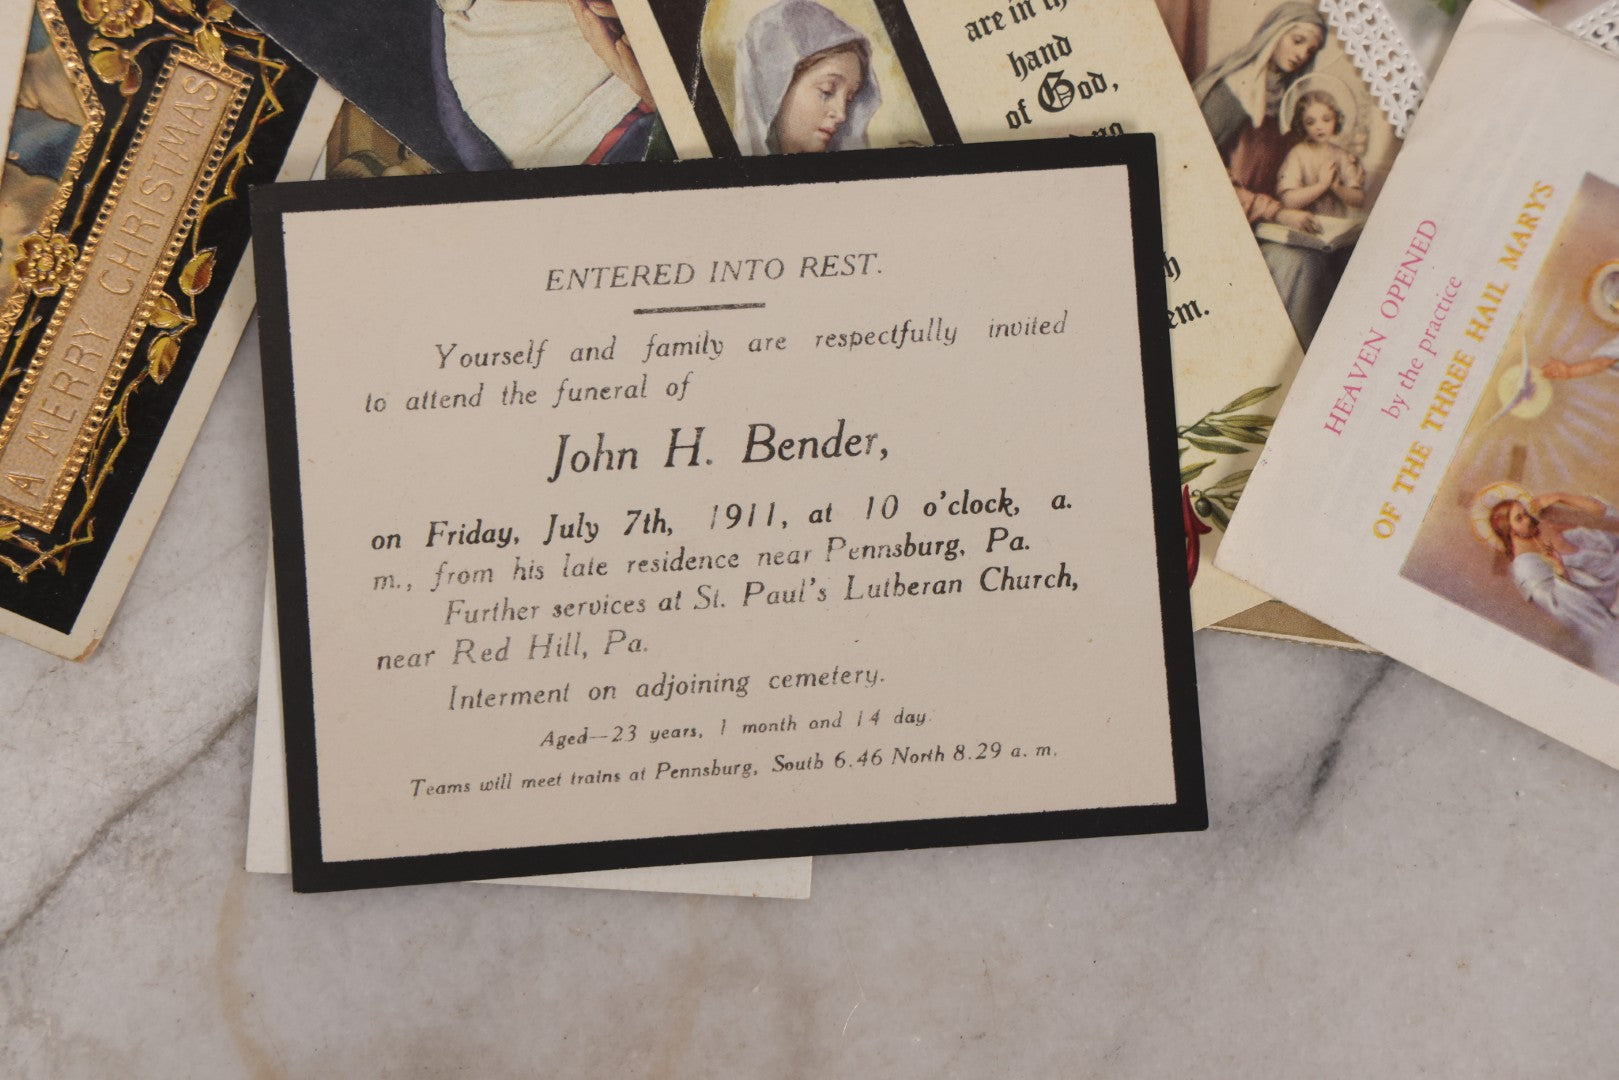 A MERRY CHRISTMAS
are in the
hand
of God,
and no
em.
ENTERED INTO REST.
Yourself and family are respectfully invited
to attend the funeral of
John H. Bender,
on Friday, July 7th, 1911, at 10 o'clock, a.
m., from his late residence near Pennsburg, Pa.
Further services at St. Paul's Lutheran Church,
near Red Hill, Pa.
Interment on adjoining cemetery.
Aged—23 years, 1 month and 14 day.
Teams will meet trains at Pennsburg, South 6.46 North 8.29 a. m.
HEAVEN OPENED
by the practice
OF THE THREE HAIL MARYS